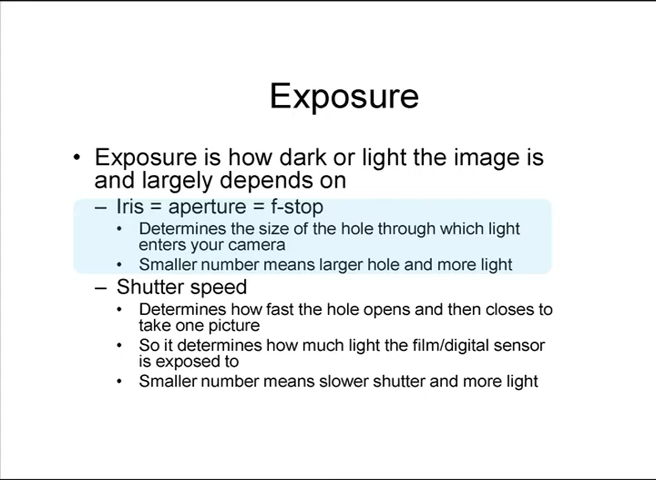 Exposure
• Exposure is how dark or light the image is
and largely depends on
– Iris = aperture = f-stop
• Determines the size of the hole through which light
enters your camera
• Smaller number means larger hole and more light
– Shutter speed
• Determines how fast the hole opens and then closes to
take one picture
• So it determines how much light the film/digital sensor
is exposed to
• Smaller number means slower shutter and more light